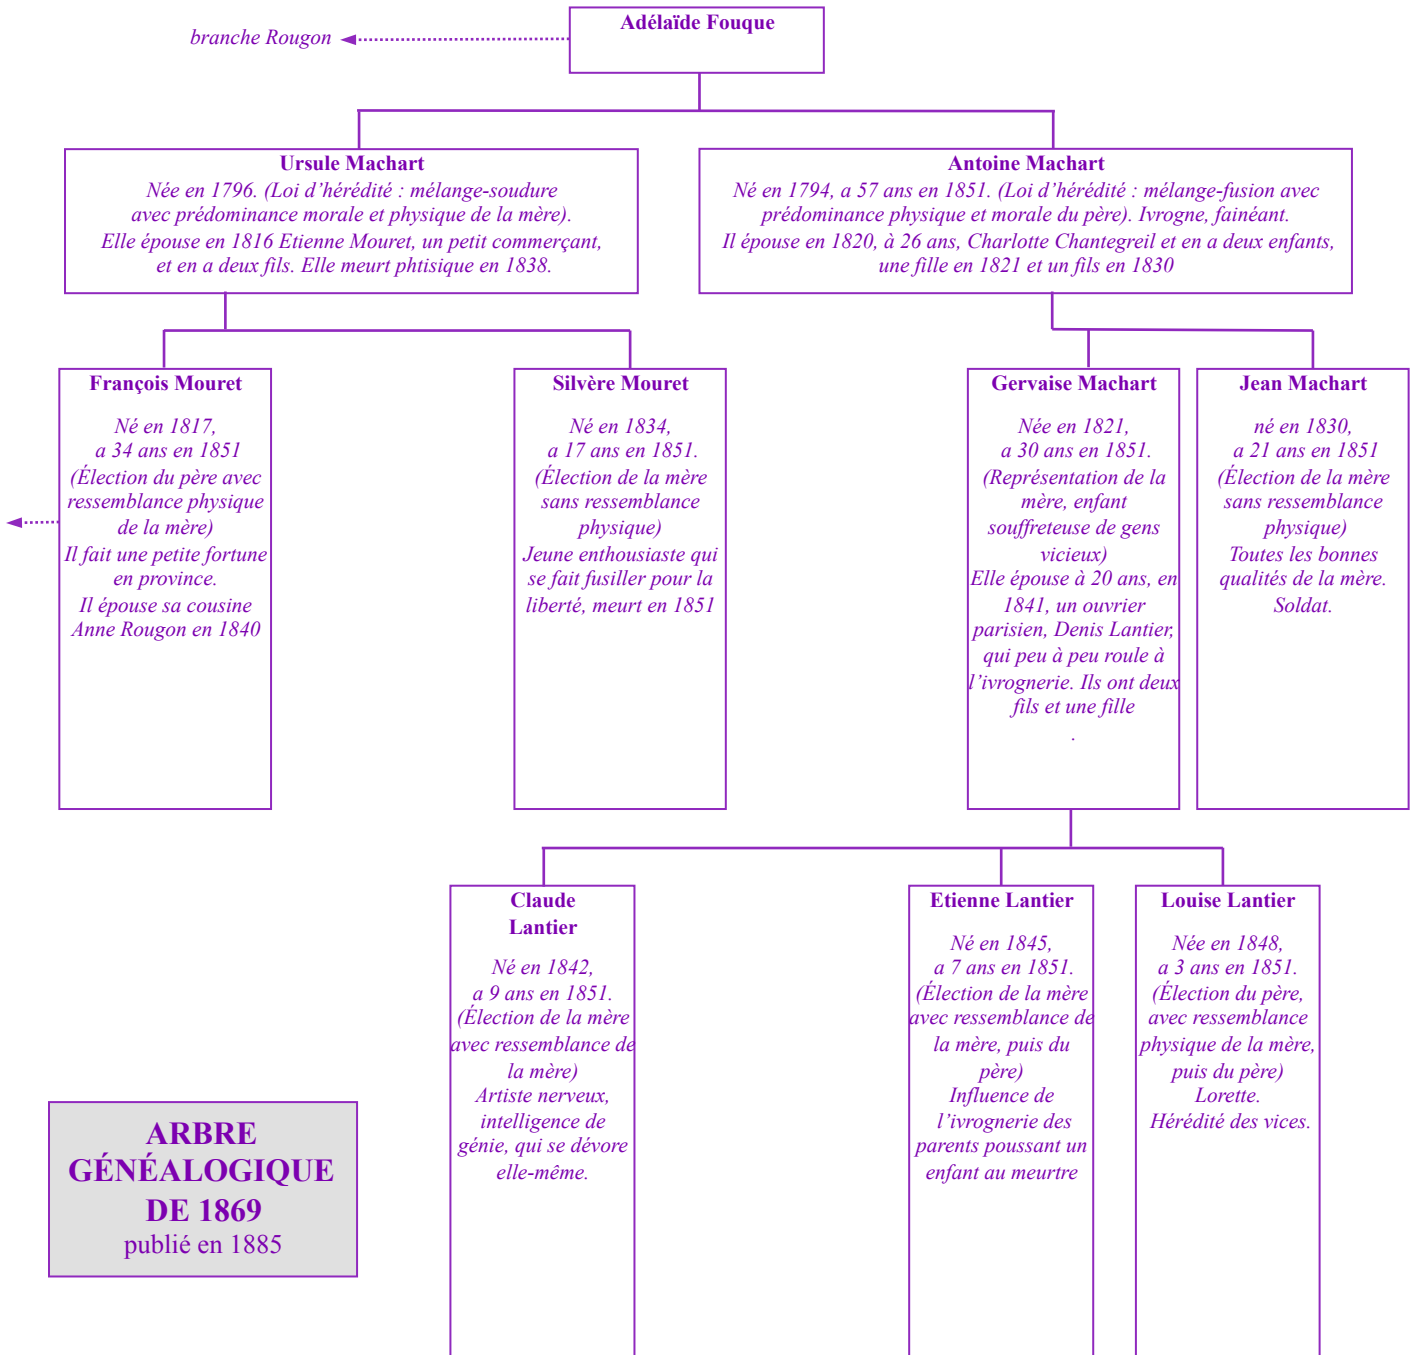 Adélaïde Fouque
branche Rougon
Ursule Machart
Née en 1796. (Loi d’hérédité : mélange-soudure
avec prédominance morale et physique de la mère).
Elle épouse en 1816 Etienne Mouret, un petit commerçant,
et en a deux fils. Elle meurt phtisique en 1838.
Antoine Machart
Né en 1794, a 57 ans en 1851. (Loi d’hérédité : mélange-fusion avec
prédominance physique et morale du père). Ivrogne, fainéant.
Il épouse en 1820, à 26 ans, Charlotte Chantegreil et en a deux enfants,
une fille en 1821 et un fils en 1830
François Mouret
Né en 1817,
a 34 ans en 1851
(Élection du père avec
ressemblance physique
de la mère)
Il fait une petite fortune
en province.
Il épouse sa cousine
Anne Rougon en 1840
Silvère Mouret
Né en 1834,
a 17 ans en 1851.
(Élection de la mère
sans ressemblance
physique)
Jeune enthousiaste qui
se fait fusiller pour la
liberté, meurt en 1851
Gervaise Machart
Née en 1821,
a 30 ans en 1851.
(Représentation de la
mère, enfant
souffreteuse de gens
vicieux)
Elle épouse à 20 ans, en
1841, un ouvrier
parisien, Denis Lantier,
qui peu à peu roule à
l’ivrognerie. Ils ont deux
fils et une fille
.
Jean Machart
né en 1830,
a 21 ans en 1851
(Élection de la mère
sans ressemblance
physique)
Toutes les bonnes
qualités de la mère.
Soldat.
Claude
Lantier
Né en 1842,
a 9 ans en 1851.
(Élection de la mère
avec ressemblance de
la mère)
Artiste nerveux,
intelligence de
génie, qui se dévore
elle-même.
Etienne Lantier
Né en 1845,
a 7 ans en 1851.
(Élection de la mère
avec ressemblance de
la mère, puis du
père)
Influence de
l’ivrognerie des
parents poussant un
enfant au meurtre
Louise Lantier
Née en 1848,
a 3 ans en 1851.
(Élection du père,
avec ressemblance
physique de la mère,
puis du père)
Lorette.
Hérédité des vices.
ARBRE
GÉNÉALOGIQUE
DE 1869
publié en 1885